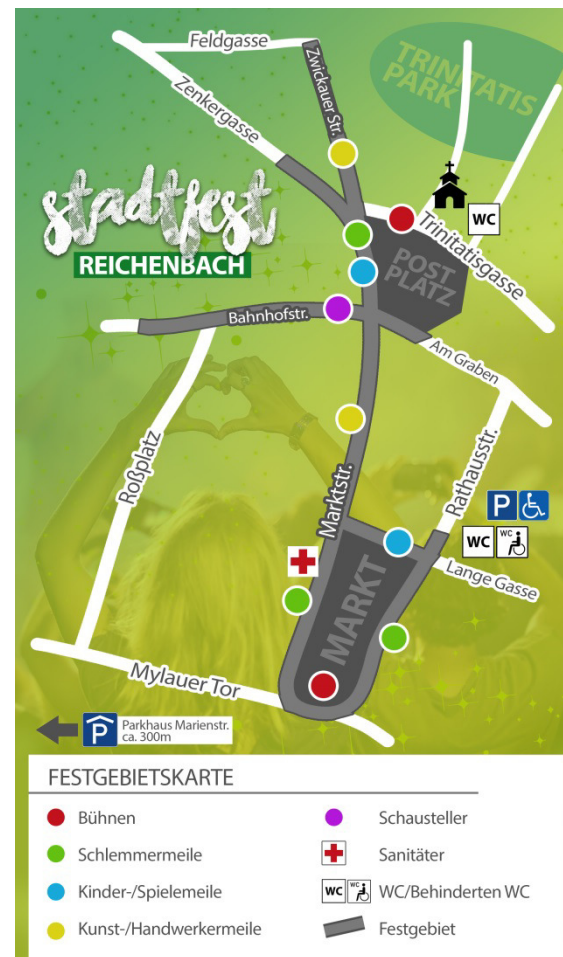 Feldgasse
Zwickauer Str.
TRINITATIS
PARK
Zenkergasse
stadtfest
REICHENBACH
WC
Trinitatisgasse
POST
PLATZ
Bahnhofstr.
Am Graben
Roßplatz
Marktstr.
Rathausstr.
P
WC
WC
Lange Gasse
MARKT
Mylauer Tor
P
Parkhaus Marienstr.
ca. 300m
FESTGEBIETSKARTE
Bühnen
Schausteller
Schlemmermeile
Sanitäter
Kinder-/Spielemeile
WC
WC
WC/Behinderten WC
Kunst-/Handwerkermeile
Festgebiet